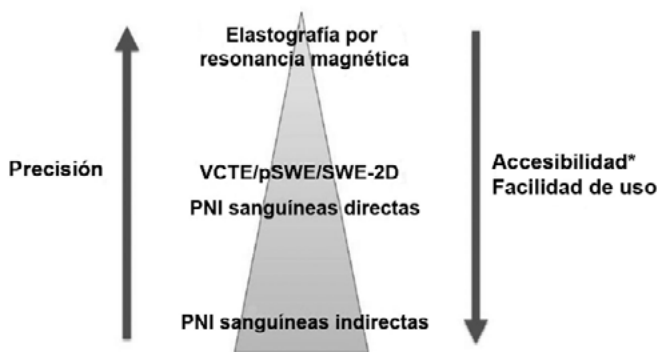 Elastografía por
resonancia magnética
Precisión
VCTE/pSWE/SWE-2D
PNI sanguíneas directas
Accesibilidad*
Facilidad de uso
PNI sanguíneas indirectas